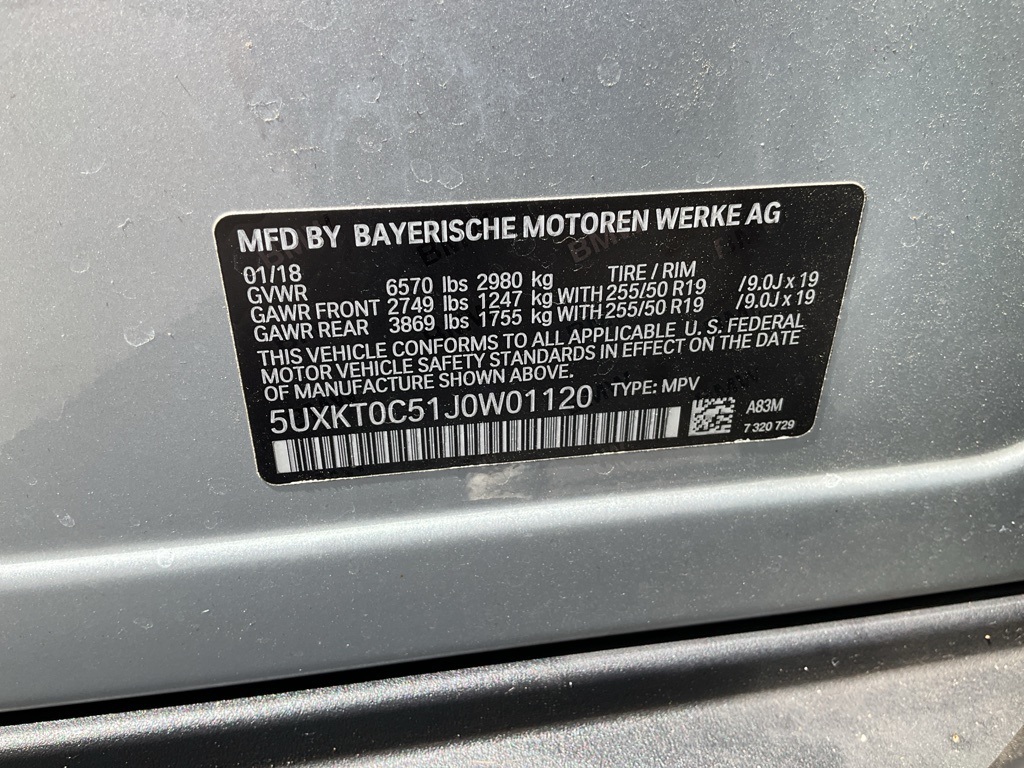 MFD BY BAYERISCHE MOTOREN WERKE AG
01/18 TIRE / RIM
GVWR 6570 lbs 2980 kg
GAWR FRONT 2749 lbs 1247 kg WITH 255/50 R19 /9.0J x 19
GAWR REAR 3869 lbs 1755 kg WITH 255/50 R19 /9.0J x 19
THIS VEHICLE CONFORMS TO ALL APPLICABLE U. S. FEDERAL
MOTOR VEHICLE SAFETY STANDARDS IN EFFECT ON THE DATE
OF MANUFACTURE SHOWN ABOVE.
5UXKT0C51J0W01120 TYPE: MPV
A83M
7 320 729